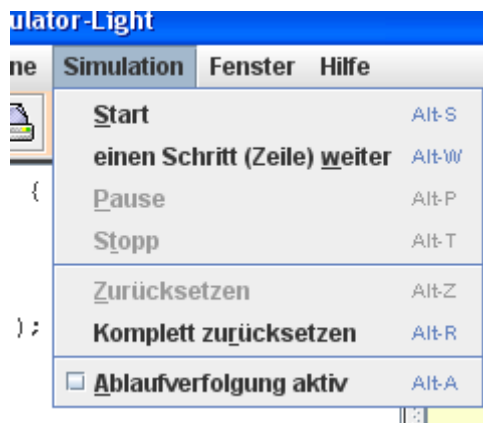 ulator-Light
ne Simulation Fenster Hilfe
Start Alt-S
einen Schritt (Zeile) weiter Alt-W
{
Pause Alt-P
Stopp Alt-T
Zurücksetzen Alt-Z
); Komplett zurücksetzen Alt-R
Ablaufverfolgung aktiv Alt-A